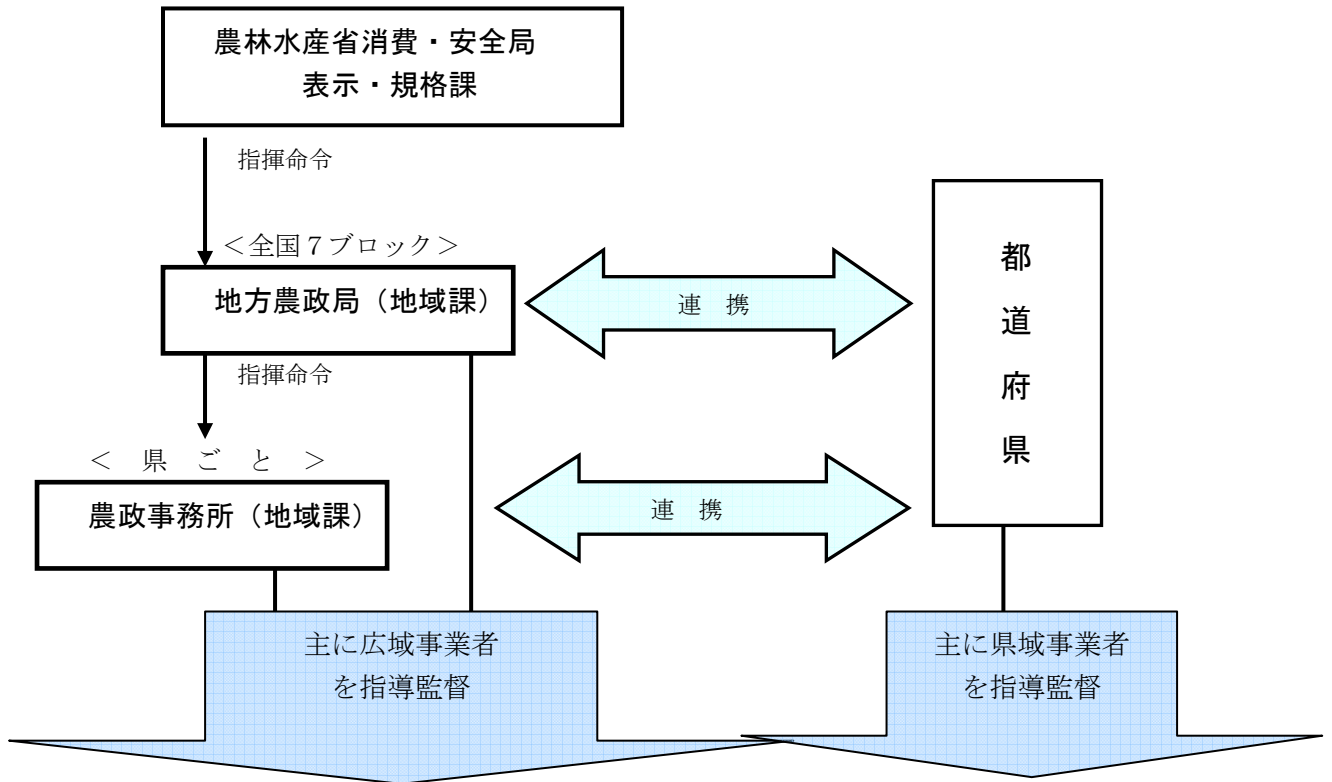 農林水産省消費・安全局
表示・規格課
指揮命令
＜全国７ブロック＞
地方農政局（地域課）
連　携
都
道
府
県
指揮命令
＜　県　ご　と　＞
農政事務所（地域課）
連　携
主に広域事業者
を指導監督
主に県域事業者
を指導監督